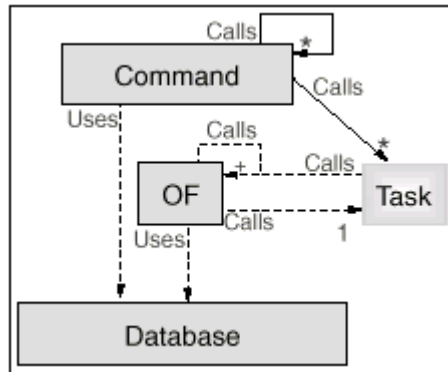 Calls
*
Command
Calls
Uses
Calls
*
+
Calls
OF
Task
Uses
Calls
1
Database